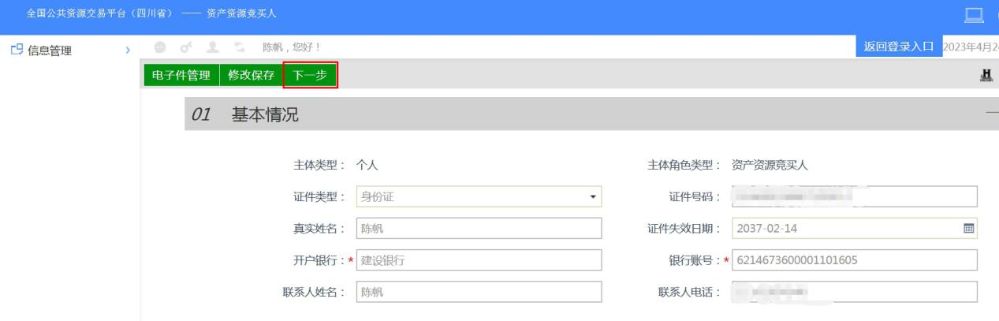 全国公共资源交易平台（四川省） —— 资产资源竞买人
信息管理
陈帆，您好！
返回登录入口 2023年4月24
电子件管理 修改保存 下一步
01 基本情况
主体类型： 个人 主体角色类型： 资产资源竞买人
证件类型： 身份证 证件号码：
真实姓名： 陈帆 证件失效日期： 2037-02-14
开户银行：* 建设银行 银行账号：* 6214673600001101605
联系人姓名： 陈帆 联系人电话：